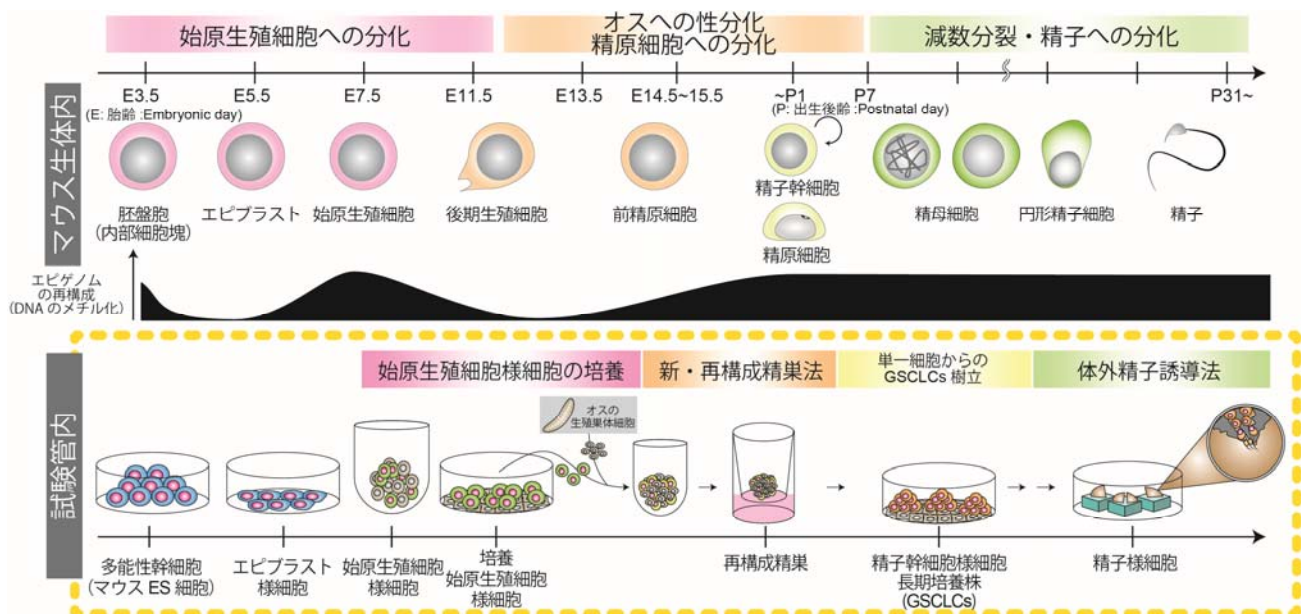 始原生殖細胞への分化
オスへの性分化
精原細胞への分化
減数分裂・精子への分化
マウス生体内
E3.5
E5.5
E7.5
E11.5
E13.5
E14.5~15.5
~P1
P7
P31~
(E: 胎齢 :Embryonic day)
(P: 出生後齢 :Postnatal day)
胚盤胞
(内部細胞塊)
エピブラスト
始原生殖細胞
後期生殖細胞
前精原細胞
精子幹細胞
精原細胞
精母細胞
円形精子細胞
精子
エピゲノム
の再構成
(DNA のメチル化)
試験管内
始原生殖細胞様細胞の培養
新・再構成精巣法
単一細胞からの
GSCLCs 樹立
体外精子誘導法
オスの
生殖巣体細胞
多能性幹細胞
(マウス ES 細胞)
エピブラスト
様細胞
始原生殖細胞
様細胞
培養
始原生殖細胞
様細胞
再構成精巣
精子幹細胞様細胞
長期培養株
(GSCLCs)
精子様細胞